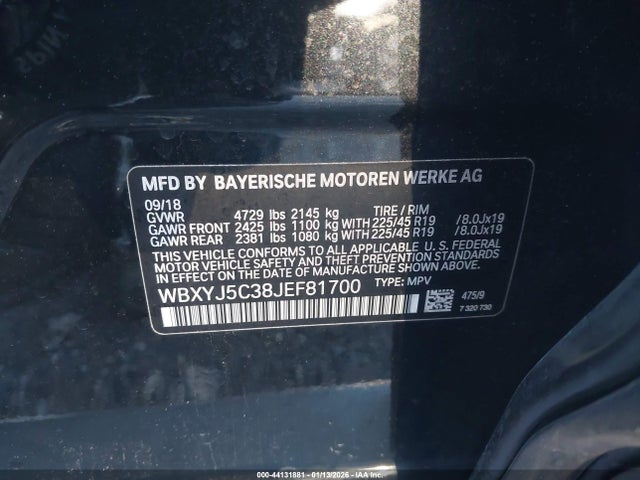 MFD BY BAYERISCHE MOTOREN WERKE AG
09/18
GVWR 4729 lbs 2145 kg TIRE / RIM
GAWR FRONT 2425 lbs 1100 kg WITH 225/45 R19 /8.0Jx19
GAWR REAR 2381 lbs 1080 kg WITH 225/45 R19 /8.0Jx19
THIS VEHICLE CONFORMS TO ALL APPLICABLE U. S. FEDERAL
MOTOR VEHICLE SAFETY, BUMPER, AND THEFT PREVENTION
STANDARDS IN EFFECT ON THE DATE OF MANUFACTURE SHOWN ABOVE.
WBXYJ5C38JEF81700 TYPE: MPV
475/9
7 320 730
000-44131881 - 01/13/2026 - IAA, Inc.